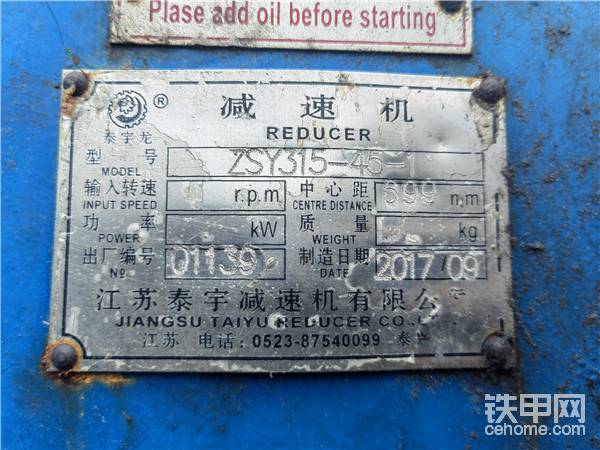 Plase add oil before starting
泰宇龙 ®
减速机
REDUCER
型号 MODEL ZSY315-45-1
输入转速 INPUT SPEED r.p.m 中心距 CENTRE DISTANCE 699 n,m
功率 POWER kW 质量 WEIGHT kg
出厂编号 No. 01139 制造日期 DATE 2017 09
江苏泰宇减速机有限公
JIANGSU TAIYU REDUCER CO.,
江苏 电话:0523-87540099 泰兴
铁甲网
cehome.com